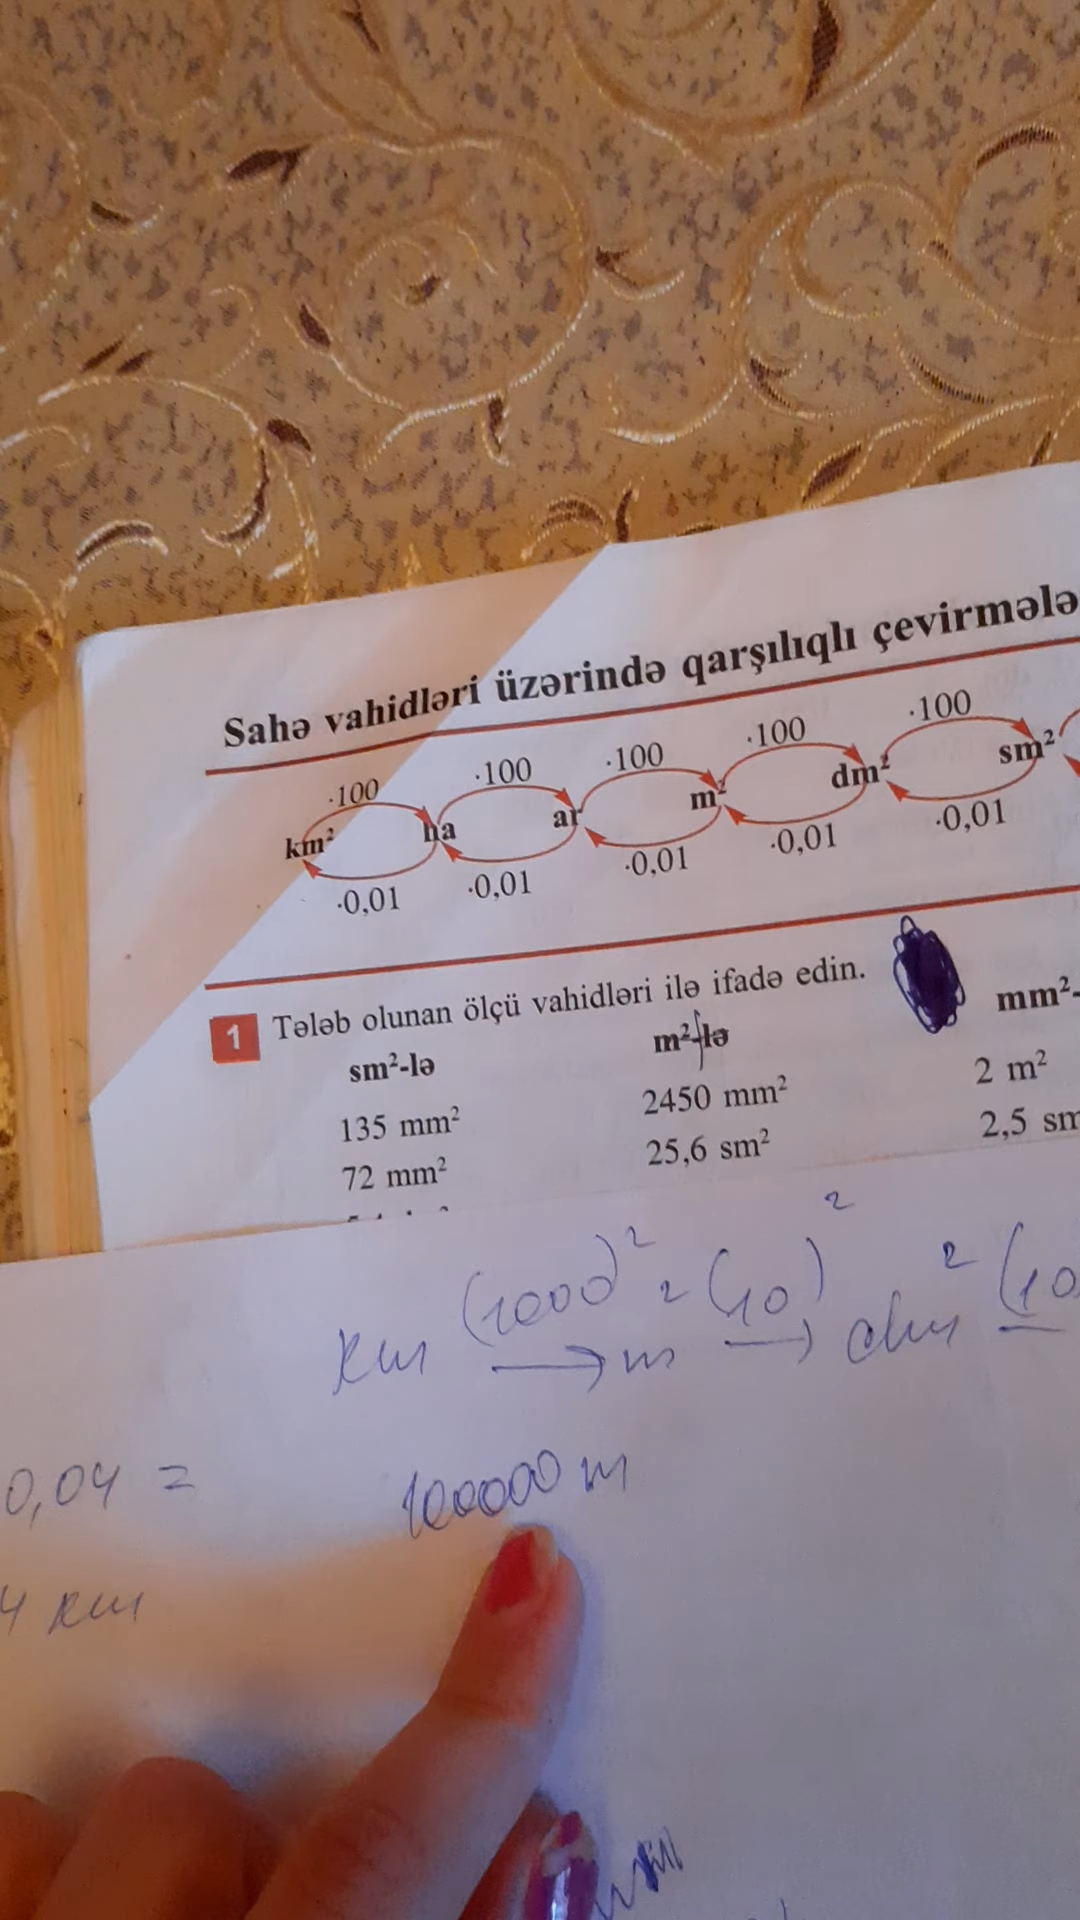 Sahə vahidləri üzərində qarşılıqlı çevirmələ
·100 ·100 ·100 ·100 ·100
km² ha ar m² dm² sm²
·0,01 ·0,01 ·0,01 ·0,01 ·0,01
1 Tələb olunan ölçü vahidləri ilə ifadə edin.
sm²-lə m²-lə mm²-
135 mm² 2450 mm² 2 m²
72 mm² 25,6 sm² 2,5 sm
(1000)² = (10)² ² (10
km → m → dm
0,04 = 100000 m
4 km